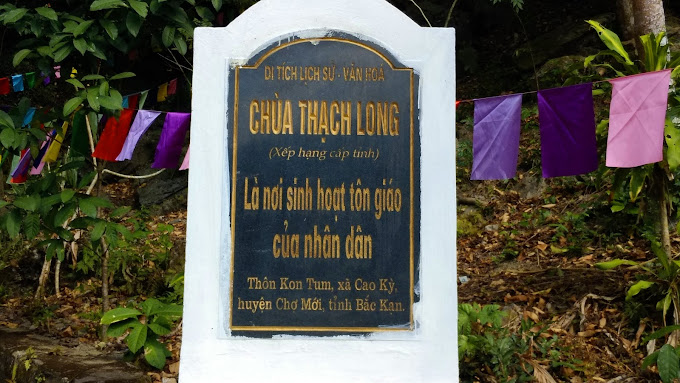 DI TÍCH LỊCH SỬ - VĂN HOÁ
CHÙA THẠCH LONG
(Xếp hạng cấp tỉnh)
Là nơi sinh hoạt tôn giáo
của nhân dân
Thôn Kon Tum, xã Cao Kỳ,
huyện Chợ Mới, tỉnh Bắc Kạn.